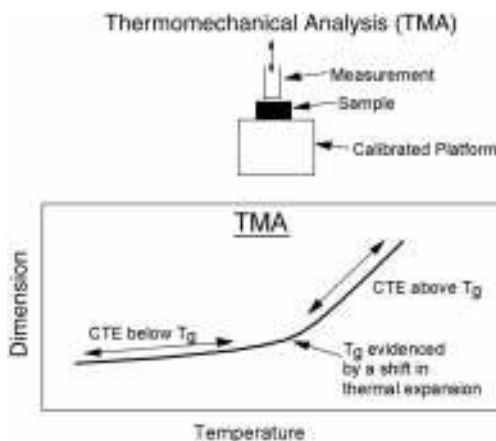 Thermomechanical Analysis (TMA)
Measurement
Sample
Calibrated Platform
TMA
Dimension
CTE above Tg
CTE below Tg
Tg evidenced
by a shift in
thermal expansion
Temperature